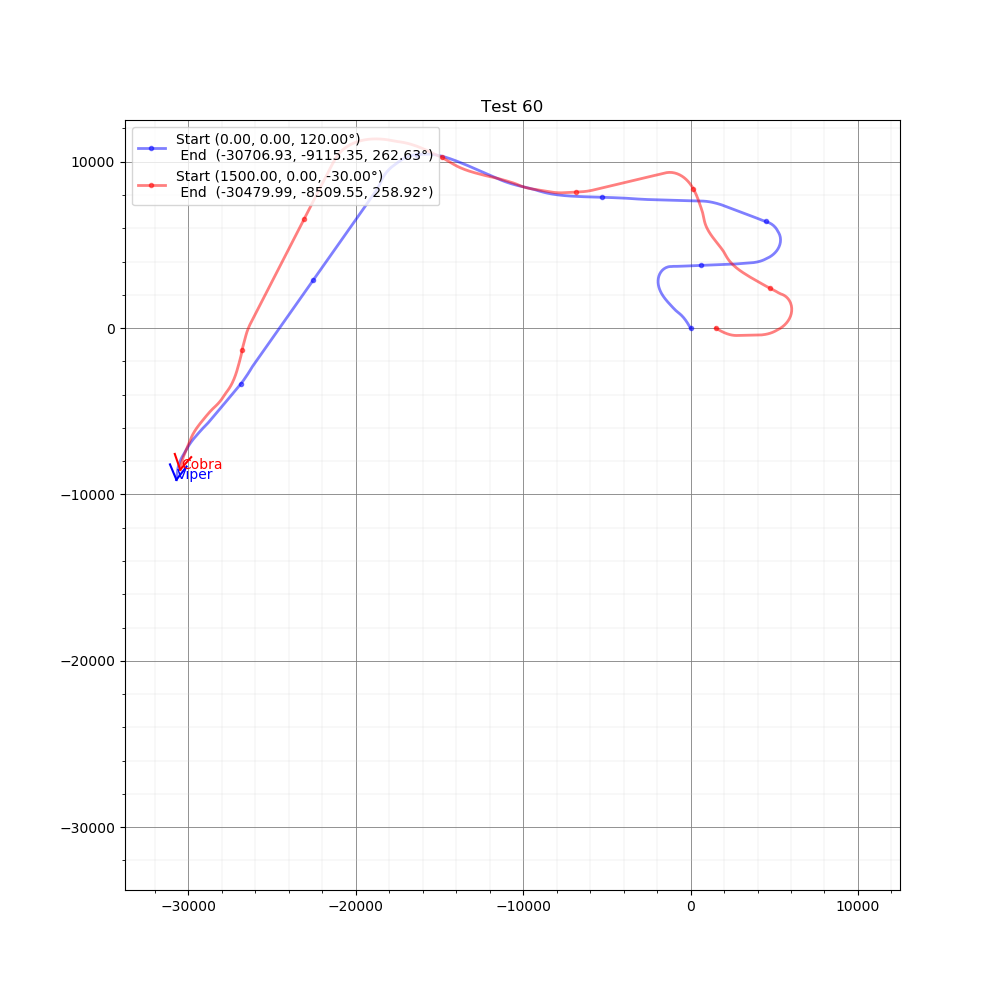 Test 60
Start (0.00, 0.00, 120.00°)
End (-30706.93, -9115.35, 262.63°)
Start (1500.00, 0.00, -30.00°)
End (-30479.99, -8509.55, 258.92°)
10000
0
−10000
−20000
−30000
Cobra
Viper
−30000 −20000 −10000 0 10000